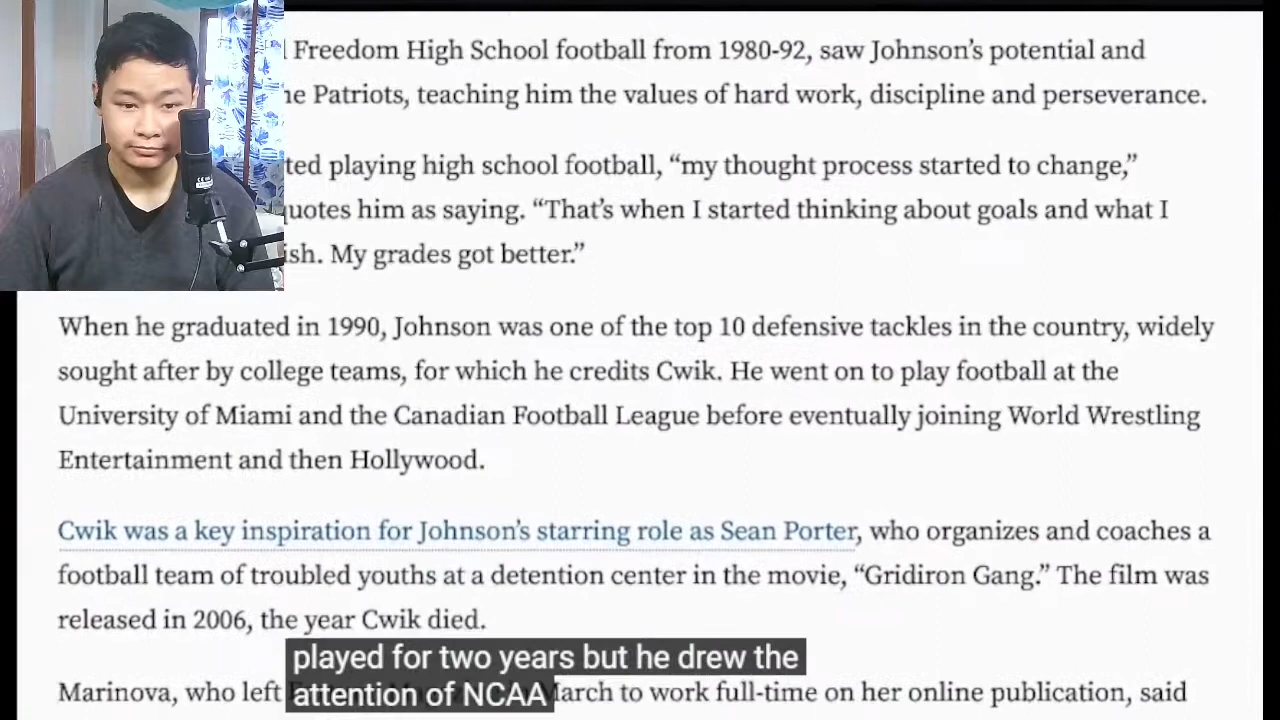 Freedom High School football from 1980-92, saw Johnson’s potential and
he Patriots, teaching him the values of hard work, discipline and perseverance.
ted playing high school football, “my thought process started to change,”
uotes him as saying. “That’s when I started thinking about goals and what I
ish. My grades got better.”
When he graduated in 1990, Johnson was one of the top 10 defensive tackles in the country, widely
sought after by college teams, for which he credits Cwik. He went on to play football at the
University of Miami and the Canadian Football League before eventually joining World Wrestling
Entertainment and then Hollywood.
Cwik was a key inspiration for Johnson’s starring role as Sean Porter, who organizes and coaches a
football team of troubled youths at a detention center in the movie, “Gridiron Gang.” The film was
released in 2006, the year Cwik died.
played for two years but he drew the
attention of NCAA
Marinova, who left March to work full-time on her online publication, said